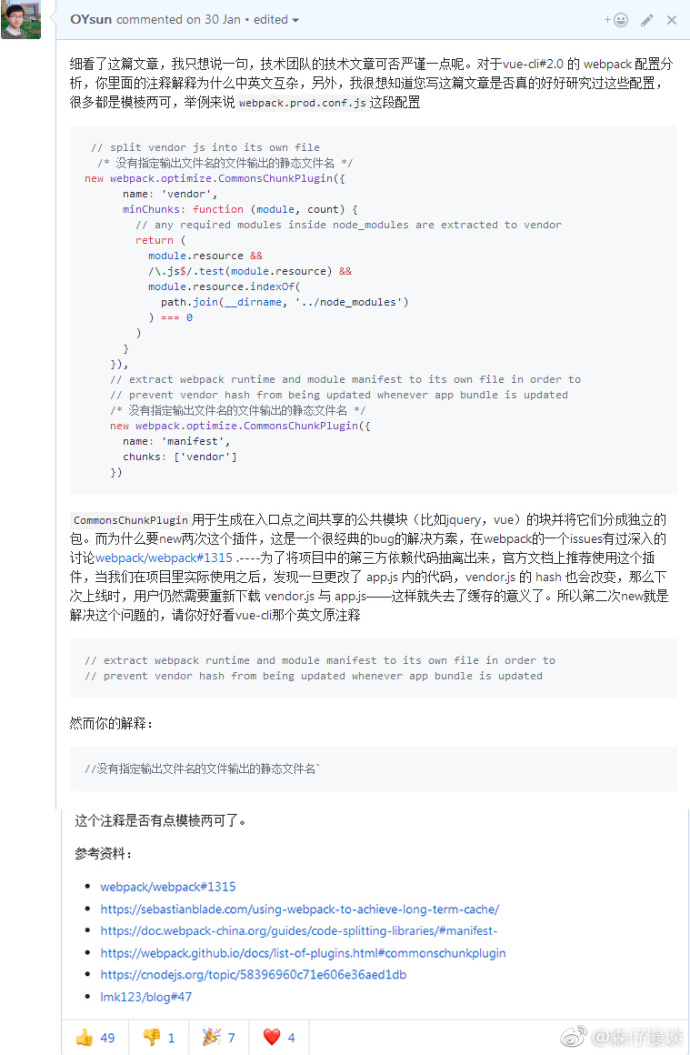 OYsun commented on 30 Jan • edited
细看了这篇文章，我只想说一句，技术团队的技术文章可否严谨一点呢。对于vue-cli#2.0 的 webpack 配置分
析，你里面的注释解释为什么中英文互杂，另外，我很想知道您写这篇文章是否真的好好研究过这些配置，
很多都是模棱两可，举例来说 webpack.prod.conf.js 这段配置
// split vendor js into its own file
/* 没有指定输出文件名的文件输出的静态文件名 */
new webpack.optimize.CommonsChunkPlugin({
name: 'vendor',
minChunks: function (module, count) {
// any required modules inside node_modules are extracted to vendor
return (
module.resource &&
/\.js$/.test(module.resource) &&
module.resource.indexOf(
path.join(__dirname, '../node_modules')
) === 0
)
}
}),
// extract webpack runtime and module manifest to its own file in order to
// prevent vendor hash from being updated whenever app bundle is updated
/* 没有指定输出文件名的文件输出的静态文件名 */
new webpack.optimize.CommonsChunkPlugin({
name: 'manifest',
chunks: ['vendor']
})
CommonsChunkPlugin 用于生成在入口点之间共享的公共模块（比如jquery，vue）的块并将它们分成独立的
包。而为什么要new两次这个插件，这是一个很经典的bug的解决方案，在webpack的一个issues有过深入的
讨论webpack/webpack#1315 .----为了将项目中的第三方依赖代码抽离出来，官方文档上推荐使用这个插
件，当我们在项目里实际使用之后，发现一旦更改了 app.js 内的代码，vendor.js 的 hash 也会改变，那么下
次上线时，用户仍然需要重新下载 vendor.js 与 app.js——这样就失去了缓存的意义了。所以第二次new就是
解决这个问题的，请你好好看vue-cli那个英文原注释
// extract webpack runtime and module manifest to its own file in order to
// prevent vendor hash from being updated whenever app bundle is updated
然而你的解释：
//没有指定输出文件名的文件输出的静态文件名`
这个注释是否有点模棱两可了。
参考资料：
webpack/webpack#1315
https://sebastianblade.com/using-webpack-to-achieve-long-term-cache/
https://doc.webpack-china.org/guides/code-splitting-libraries/#manifest-
https://webpack.github.io/docs/list-of-plugins.html#commonschunkplugin
https://cnodejs.org/topic/58396960c71e606e36aed1db
lmk123/blog#47
49 1 7 4